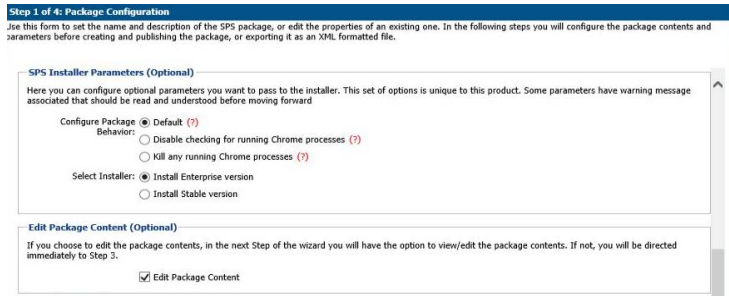 Step 1 of 4: Package Configuration
Use this form to set the name and description of the SPS package, or edit the properties of an existing one. In the following steps you will configure the package contents and
parameters before creating and publishing the package, or exporting it as an XML formatted file.
SPS Installer Parameters (Optional)
Here you can configure optional parameters you want to pass to the installer. This set of options is unique to this product. Some parameters have warning message
associated that should be read and understood before moving forward
Configure Package Behavior: Default (?)
Disable checking for running Chrome processes (?)
Kill any running Chrome processes (?)
Select Installer: Install Enterprise version
Install Stable version
Edit Package Content (Optional)
If you choose to edit the package contents, in the next Step of the wizard you will have the option to view/edit the package contents. If not, you will be directed
immediately to Step 3.
Edit Package Content